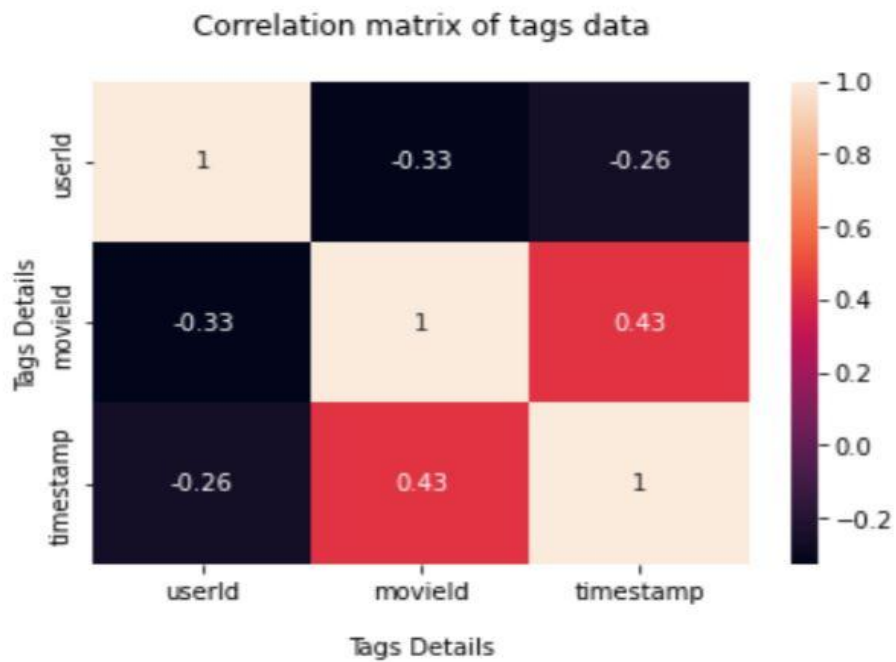 Correlation matrix of tags data
userId
movieId
timestamp
Tags Details
1 -0.33 -0.26
-0.33 1 0.43
-0.26 0.43 1
userId movieId timestamp
Tags Details
1.0
0.8
0.6
0.4
0.2
0.0
−0.2